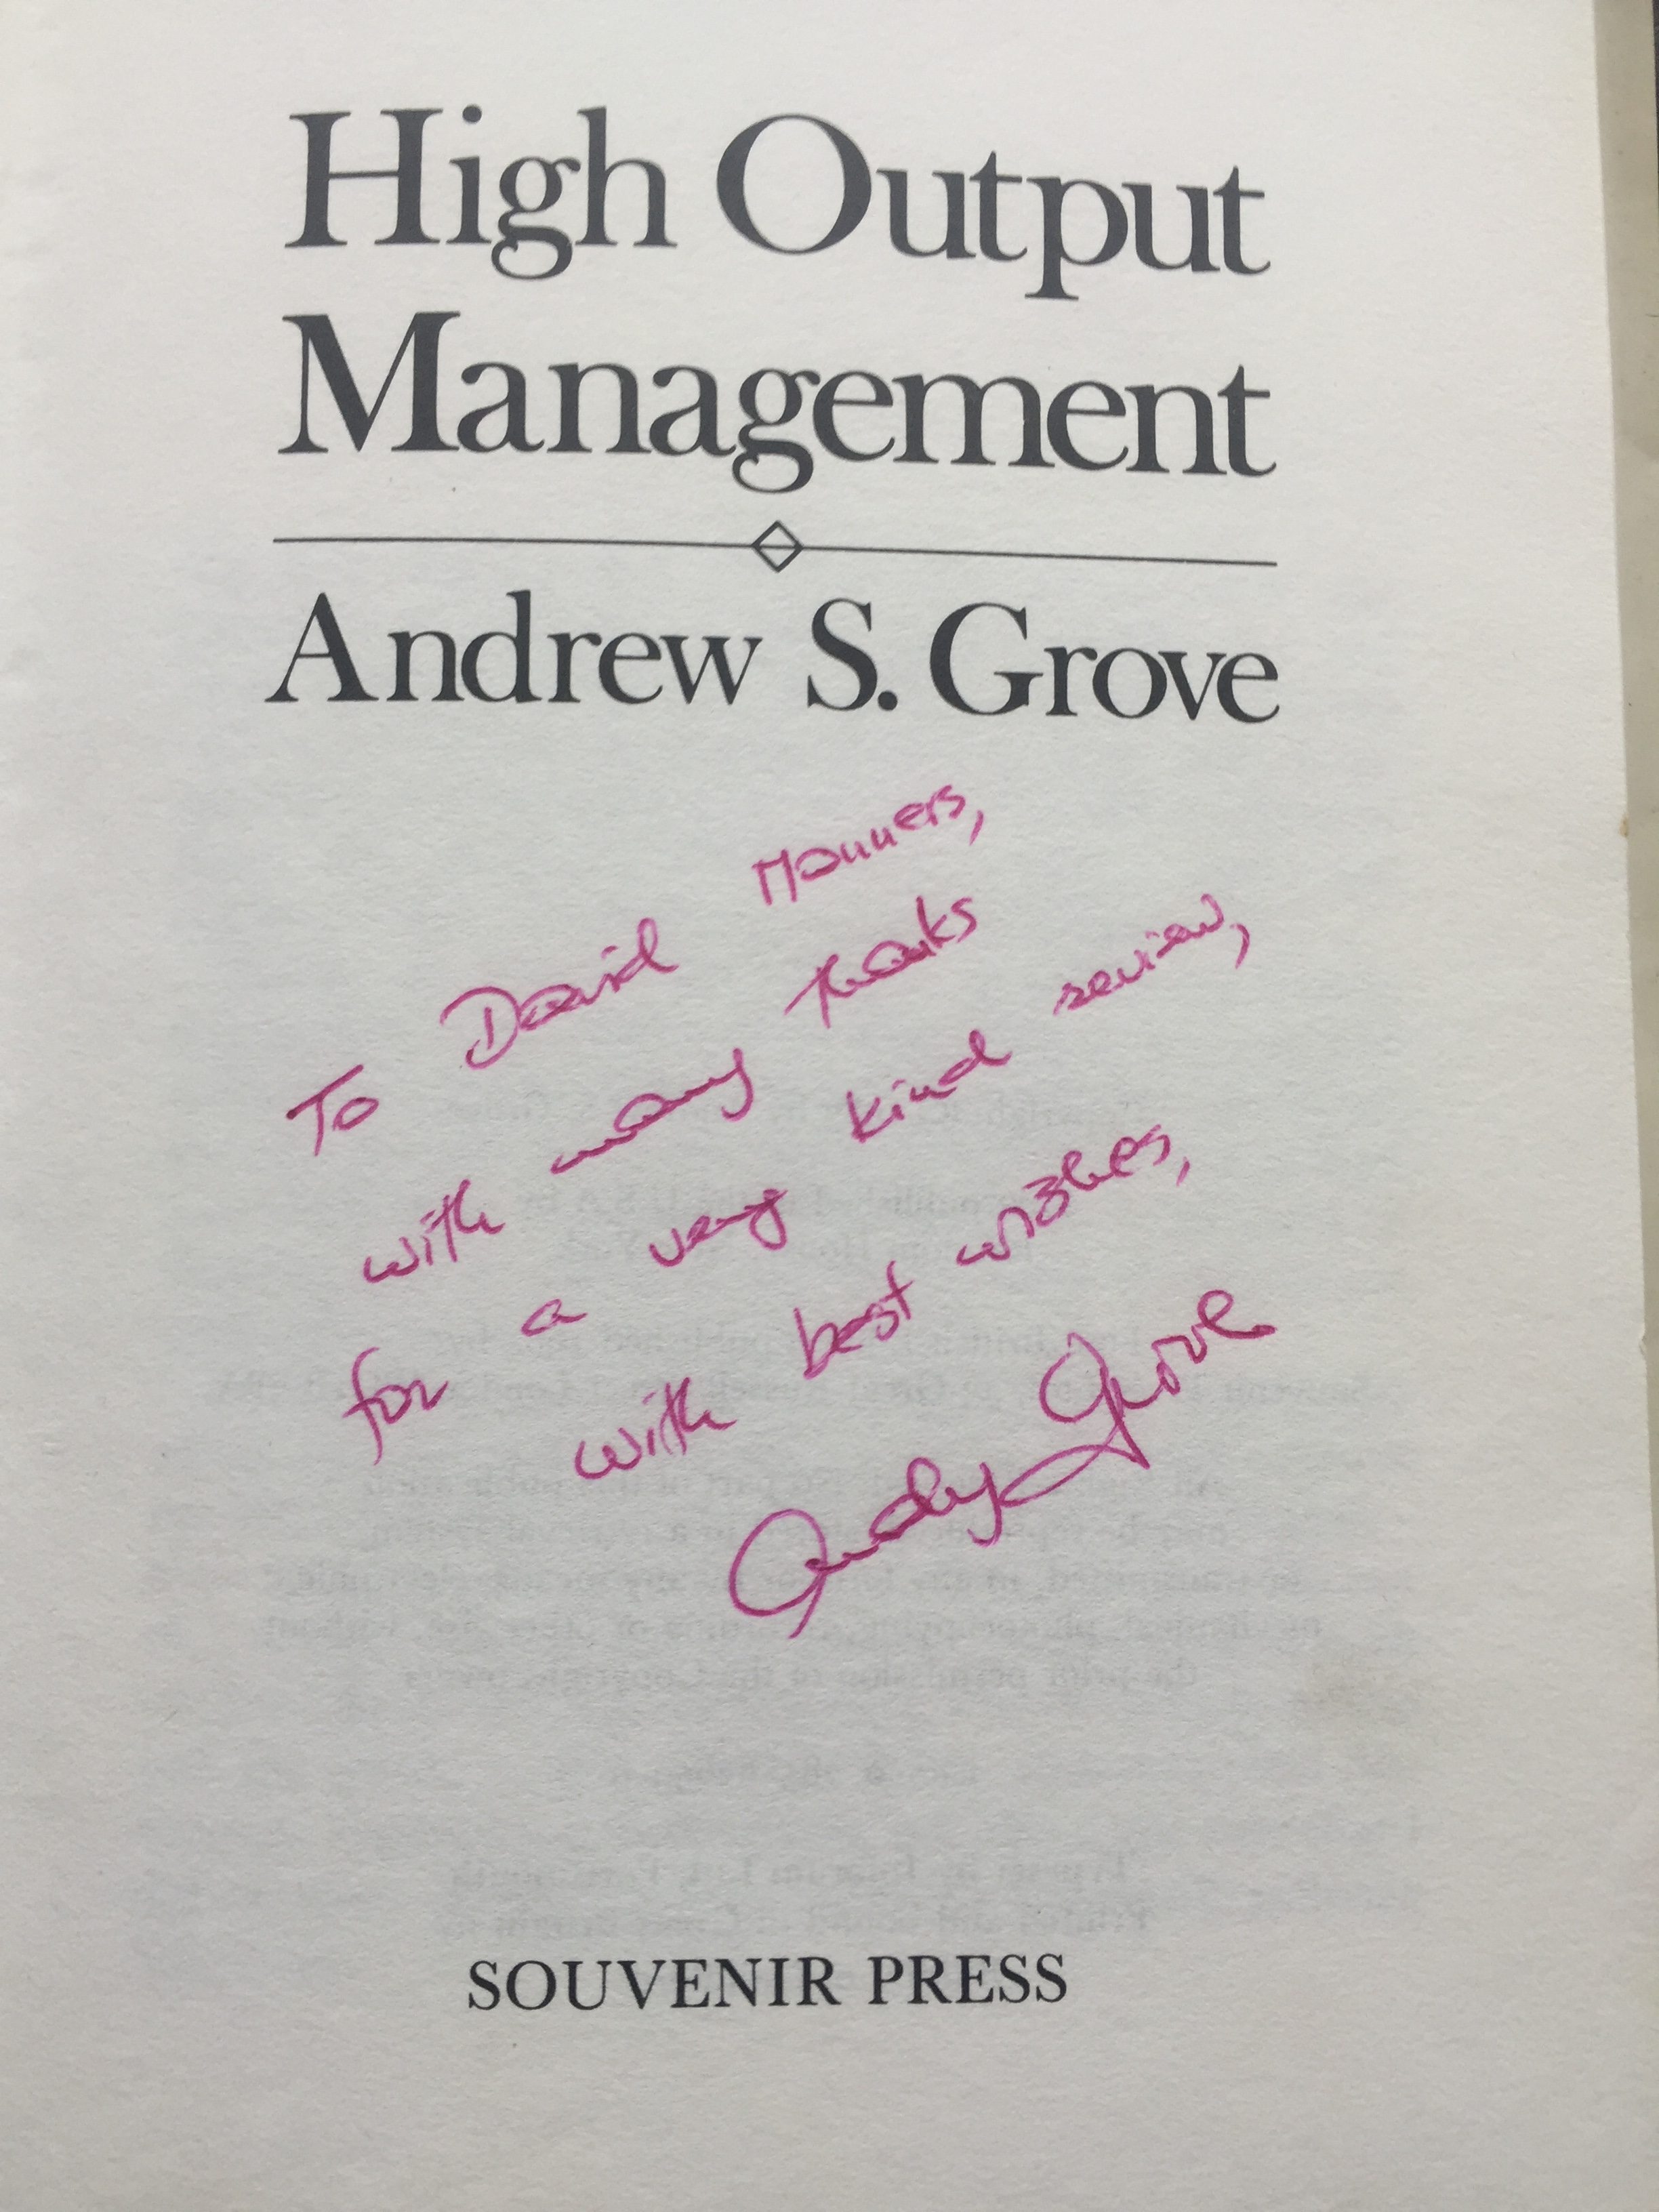 High Output
Management
Andrew S. Grove
To David Manners,
with many thanks
for a very kind review,
with best wishes,
Andy Grove
SOUVENIR PRESS